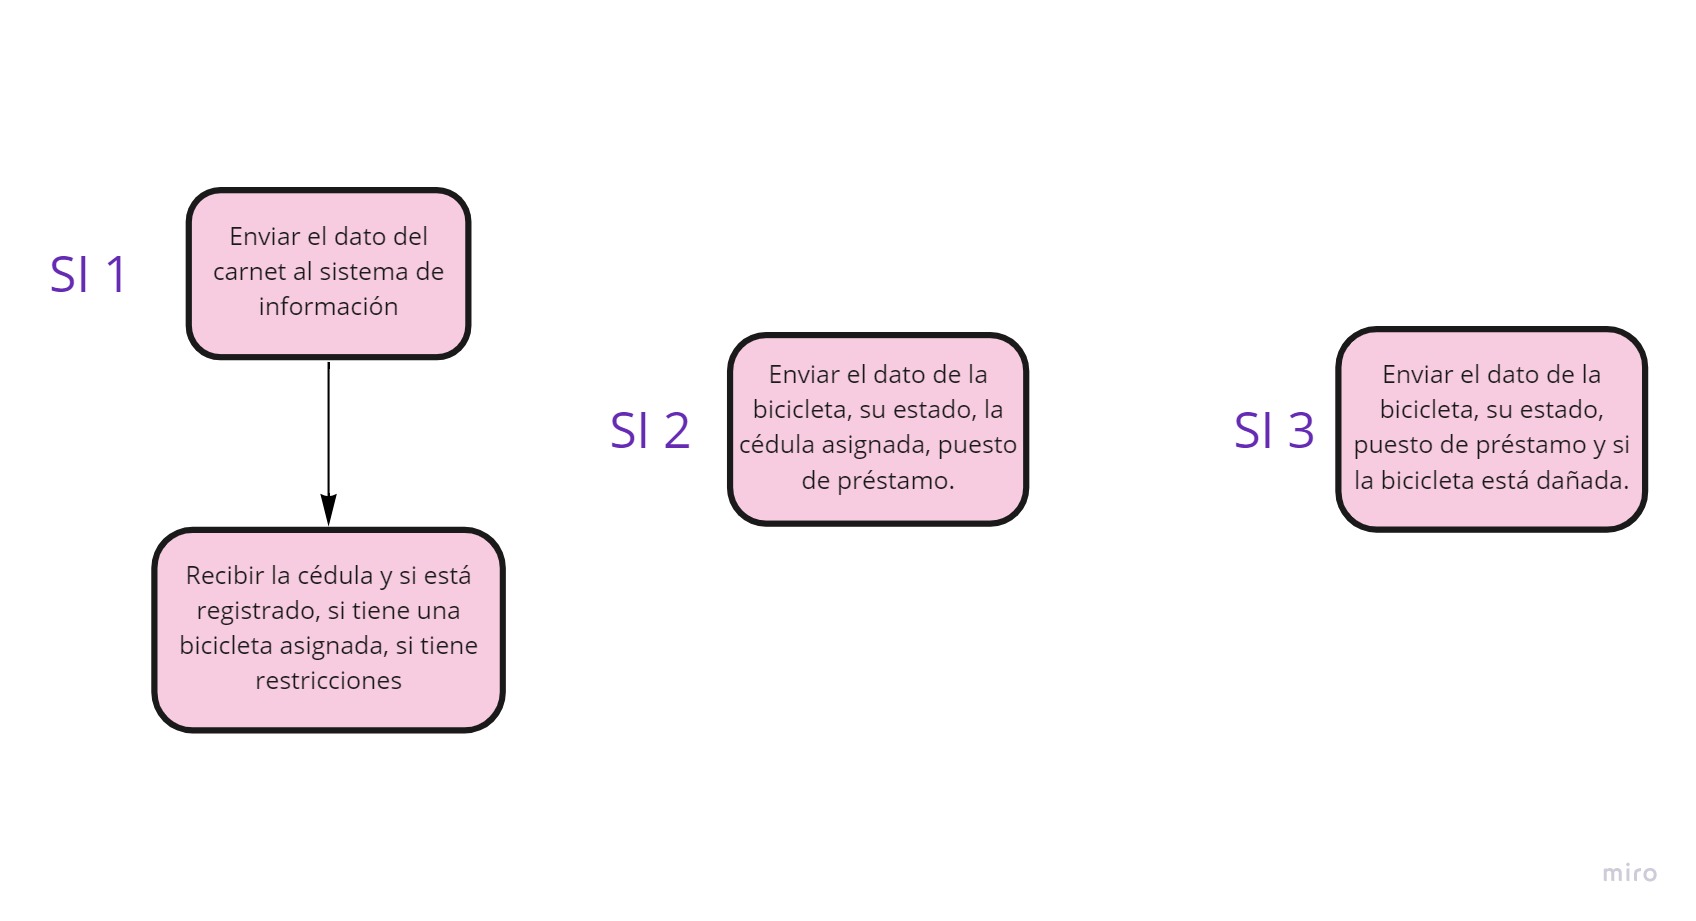 SI 1
Enviar el dato del
carnet al sistema de
información
Recibir la cédula y si está
registrado, si tiene una
bicicleta asignada, si tiene
restricciones
SI 2
Enviar el dato de la
bicicleta, su estado, la
cédula asignada, puesto
de préstamo.
SI 3
Enviar el dato de la
bicicleta, su estado,
puesto de préstamo y si
la bicicleta está dañada.
miro